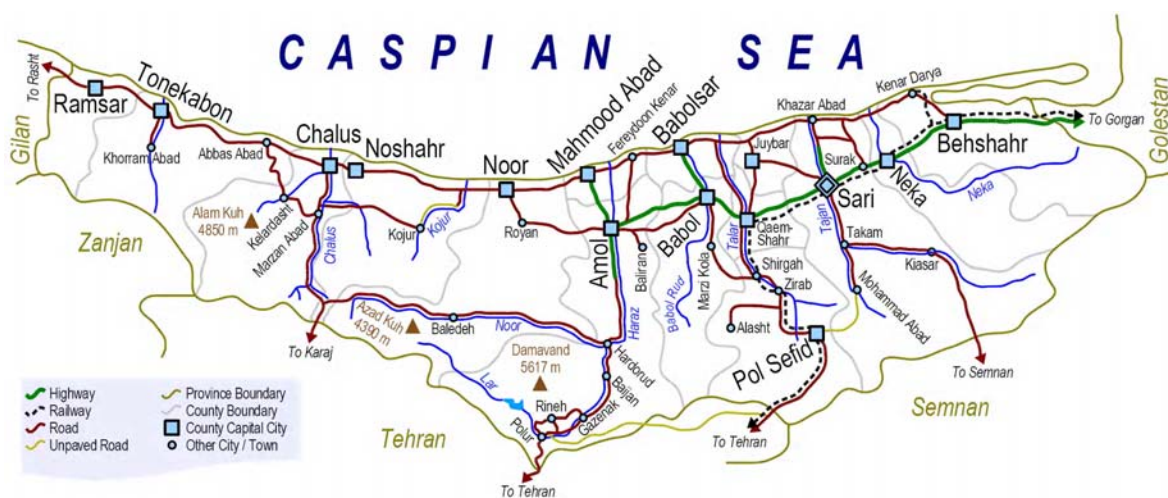 CASPIAN SEA
To Rasht
Ramsar
Tonekabon
Gilan
Khorram Abad
Abbas Abad
Chalus
Noshahr
Noor
Mahmood Abad
Fereydoon Kenar
Babolsar
Juybar
Khazar Abad
Kenar Darya
Surak
Behshahr
To Gorgan
Golestan
Neka
Neka
Sari
Tajan
Alam Kuh
4850 m
Kelardasht
Marzan Abad
Chalus
Kojur
Kojur
Royan
Amol
Balirano
Babol
Babol Rud
Marzi Kola
Talar
Qaem-
Shahr
Shirgah
Zirab
Takam
Kiasar
Mohammad Abad
Zanjan
Azad Kuh
4390 m
Baledeh
Noor
Haraz
Alasht
Pol Sefid
To Karaj
Damavand
5617 m
Hardorud
Baijan
Lar
Rineh
Gazenak
Polur
To Semnan
Semnan
Tehran
To Tehran
To Tehran
Highway
Railway
Road
Unpaved Road
Province Boundary
County Boundary
County Capital City
Other City / Town